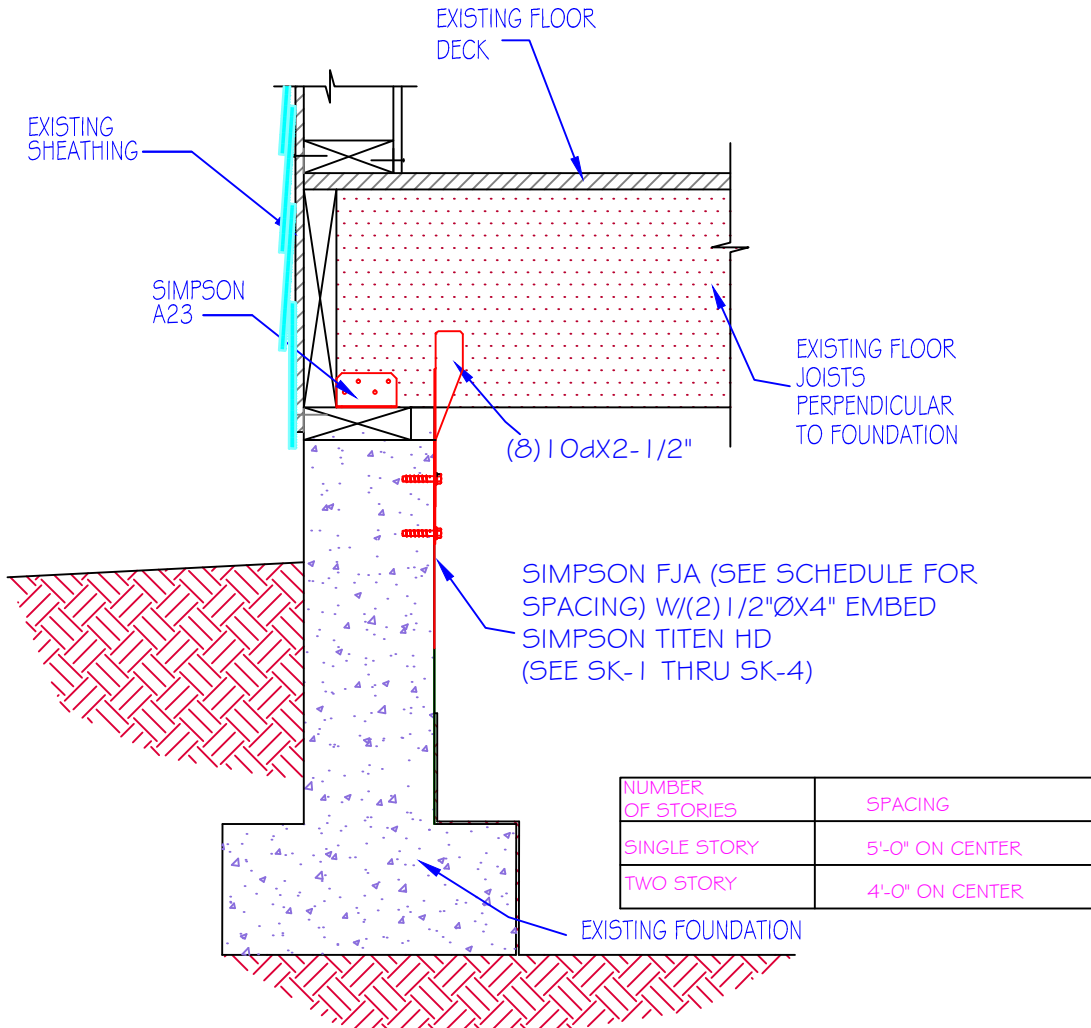 EXISTING FLOOR
DECK
EXISTING
SHEATHING
SIMPSON
A23
EXISTING FLOOR
JOISTS
PERPENDICULAR
TO FOUNDATION
(8)10dX2-1/2"
SIMPSON FJA (SEE SCHEDULE FOR
SPACING) W/(2)1/2"ØX4" EMBED
SIMPSON TITEN HD
(SEE SK-1 THRU SK-4)
NUMBER
OF STORIES
SPACING
SINGLE STORY
5'-0" ON CENTER
TWO STORY
4'-0" ON CENTER
EXISTING FOUNDATION